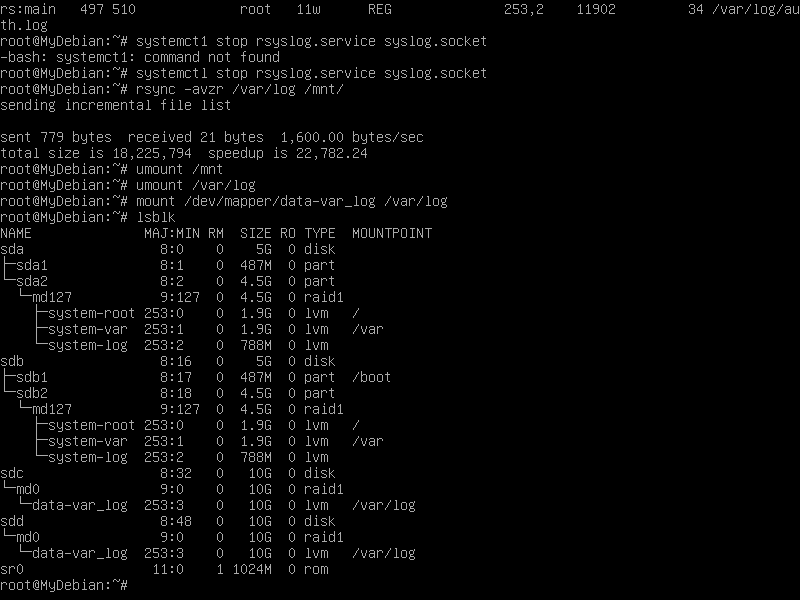 rs:main   497 510             root   11w      REG              253,2    11902         34 /var/log/au
th.log
root@MyDebian:~# systemct1 stop rsyslog.service syslog.socket
-bash: systemct1: command not found
root@MyDebian:~# systemctl stop rsyslog.service syslog.socket
root@MyDebian:~# rsync -avzr /var/log /mnt/
sending incremental file list

sent 779 bytes  received 21 bytes  1,600.00 bytes/sec
total size is 18,225,794  speedup is 22,782.24
root@MyDebian:~# umount /mnt
root@MyDebian:~# umount /var/log
root@MyDebian:~# mount /dev/mapper/data-var_log /var/log
root@MyDebian:~# lsblk
NAME              MAJ:MIN RM  SIZE RO TYPE  MOUNTPOINT
sda                 8:0    0    5G  0 disk
├─sda1              8:1    0  487M  0 part
└─sda2              8:2    0  4.5G  0 part
  └─md127           9:127  0  4.5G  0 raid1
    ├─system-root 253:0    0  1.9G  0 lvm   /
    ├─system-var  253:1    0  1.9G  0 lvm   /var
    └─system-log  253:2    0  788M  0 lvm
sdb                 8:16   0    5G  0 disk
├─sdb1              8:17   0  487M  0 part  /boot
└─sdb2              8:18   0  4.5G  0 part
  └─md127           9:127  0  4.5G  0 raid1
    ├─system-root 253:0    0  1.9G  0 lvm   /
    ├─system-var  253:1    0  1.9G  0 lvm   /var
    └─system-log  253:2    0  788M  0 lvm
sdc                 8:32   0   10G  0 disk
└─md0               9:0    0   10G  0 raid1
  └─data-var_log  253:3    0   10G  0 lvm   /var/log
sdd                 8:48   0   10G  0 disk
└─md0               9:0    0   10G  0 raid1
  └─data-var_log  253:3    0   10G  0 lvm   /var/log
sr0                11:0    1 1024M  0 rom
root@MyDebian:~#